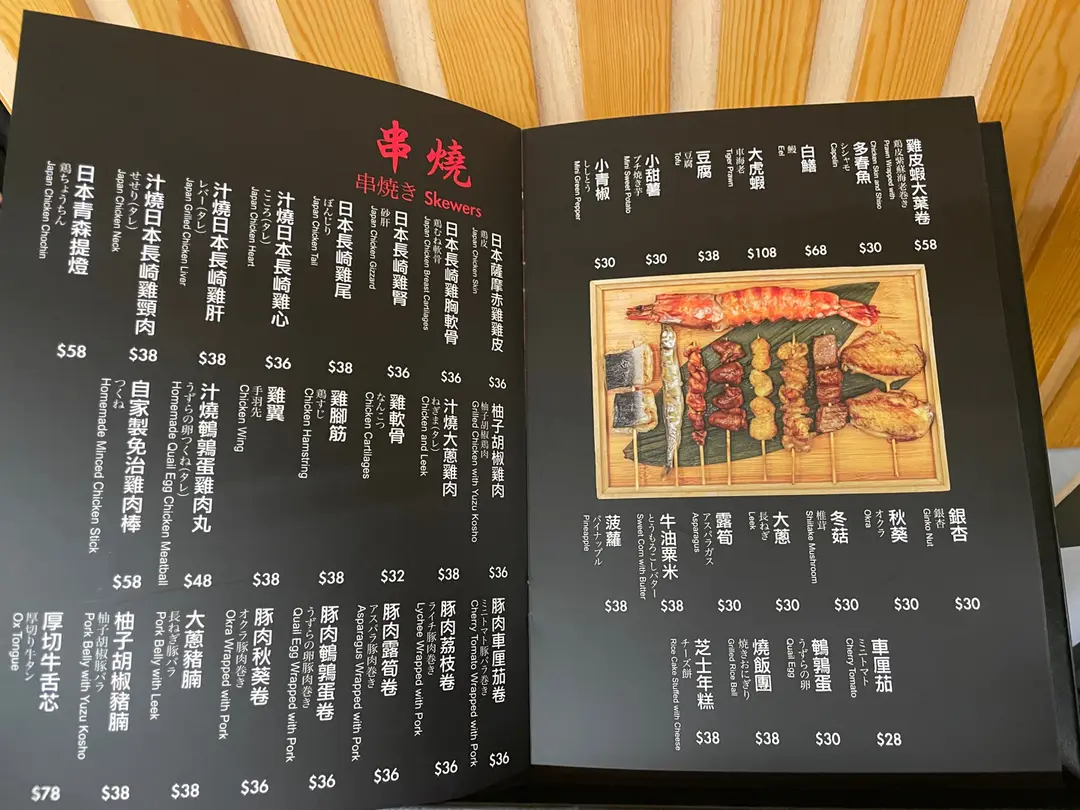 串燒
串焼き Skewers
日本薩摩赤雞雞皮
鶏皮
Japan Chicken Skin
$36
日本長崎雞胸軟骨
鶏むね軟骨
Japan Chicken Breast Cartilages
$36
日本長崎雞腎
砂肝
Japan Chicken Gizzard
$36
日本長崎雞尾
ぼんじり
Japan Chicken Tail
$38
汁燒日本長崎雞心
こころ(タレ)
Japan Chicken Heart
$36
汁燒日本長崎雞肝
レバー(タレ)
Japan Grilled Chicken Liver
$38
汁燒日本長崎雞頸肉
せせり(タレ)
Japan Chicken Neck
$38
日本青森提燈
鶏ちょうちん
Japan Chicken Chochin
$58
柚子胡椒雞肉
柚子胡椒鶏肉
Grilled Chicken with Yuzu Kosho
$36
汁燒大蔥雞肉
ねぎま(タレ)
Chicken and Leek
$38
雞軟骨
なんこつ
Chicken Cartilages
$32
雞腳筋
鶏すじ
Chicken Hamstring
$38
雞翼
手羽先
Chicken Wing
$38
汁燒鵪鶉蛋雞肉丸
うずらの卵つくね(タレ)
Homemade Quail Egg Chicken Meatball
$48
自家製免治雞肉棒
つくね
Homemade Minced Chicken Stick
$58
豚肉車厘茄卷
ミニトマト豚バラ巻き
Cherry Tomato Wrapped with Pork
$36
豚肉荔枝卷
ライチ豚肉巻き
Lychee Wrapped with Pork
$36
豚肉露筍卷
アスパラ豚肉巻き
Asparagus Wrapped with Pork
$36
豚肉鵪鶉蛋卷
うずらの卵豚肉巻き
Quail Egg Wrapped with Pork
$36
豚肉秋葵卷
オクラ豚肉巻き
Okra Wrapped with Pork
$36
大蔥豬腩
長ねぎ豚バラ
Pork Belly with Leek
$38
柚子胡椒豬腩
柚子胡椒豚バラ
Pork Belly with Yuzu Kosho
$38
厚切牛舌芯
厚切り牛タン
Ox Tongue
$78
雞皮蝦大葉卷
鶏皮紫蘇海老巻き
Chicken Skin and Shiso
Prawn Wrapped with
$58
多春魚
シシャモ
Capelin
$30
白鱔
鰻
Eel
$68
大虎蝦
車海老
Tiger Prawn
$108
豆腐
豆腐
Tofu
$38
小甜薯
プチ焼き芋
Mini Sweet Potato
$30
小青椒
ししとう
Mini Green Pepper
$30
銀杏
銀杏
Ginko Nut
$30
秋葵
オクラ
Okra
$30
冬菇
椎茸
Shiitake Mushroom
$30
大蔥
長ねぎ
Leek
$30
露筍
アスパラガス
Asparagus
$30
牛油粟米
とうもろこしバター
Sweet Corn with Butter
$38
菠蘿
パイナップル
Pineapple
$38
車厘茄
ミニトマト
Cherry Tomato
$28
鵪鶉蛋
うずらの卵
Quail Egg
$30
燒飯團
焼きおにぎり
Grilled Rice Ball
$38
芝士年糕
チーズ餅
Rice Cake Stuffed with Cheese
$38